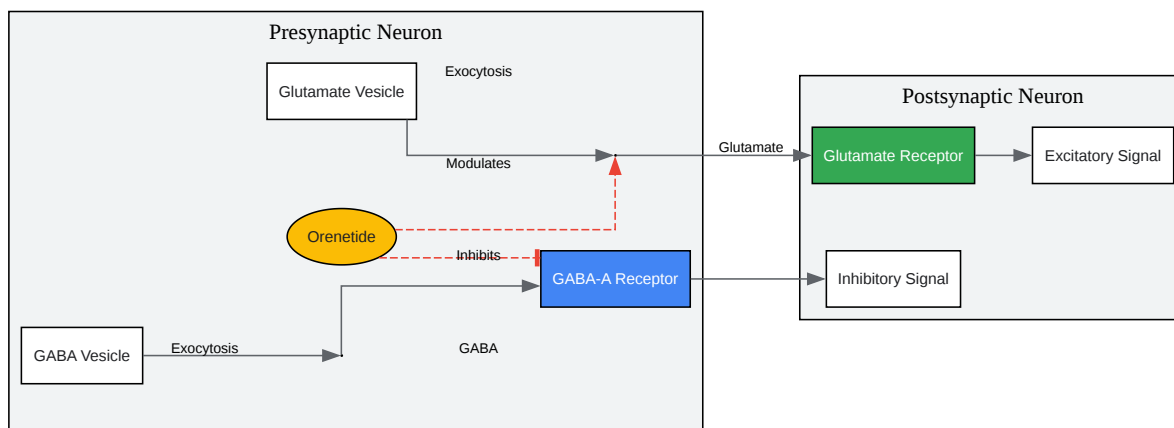 Presynaptic Neuron
Exocytosis
Glutamate Vesicle
Postsynaptic Neuron
Glutamate
Modulates
Glutamate Receptor
Excitatory Signal
Orenetide
Inhibits
GABA-A Receptor
Inhibitory Signal
GABA Vesicle
Exocytosis
GABA